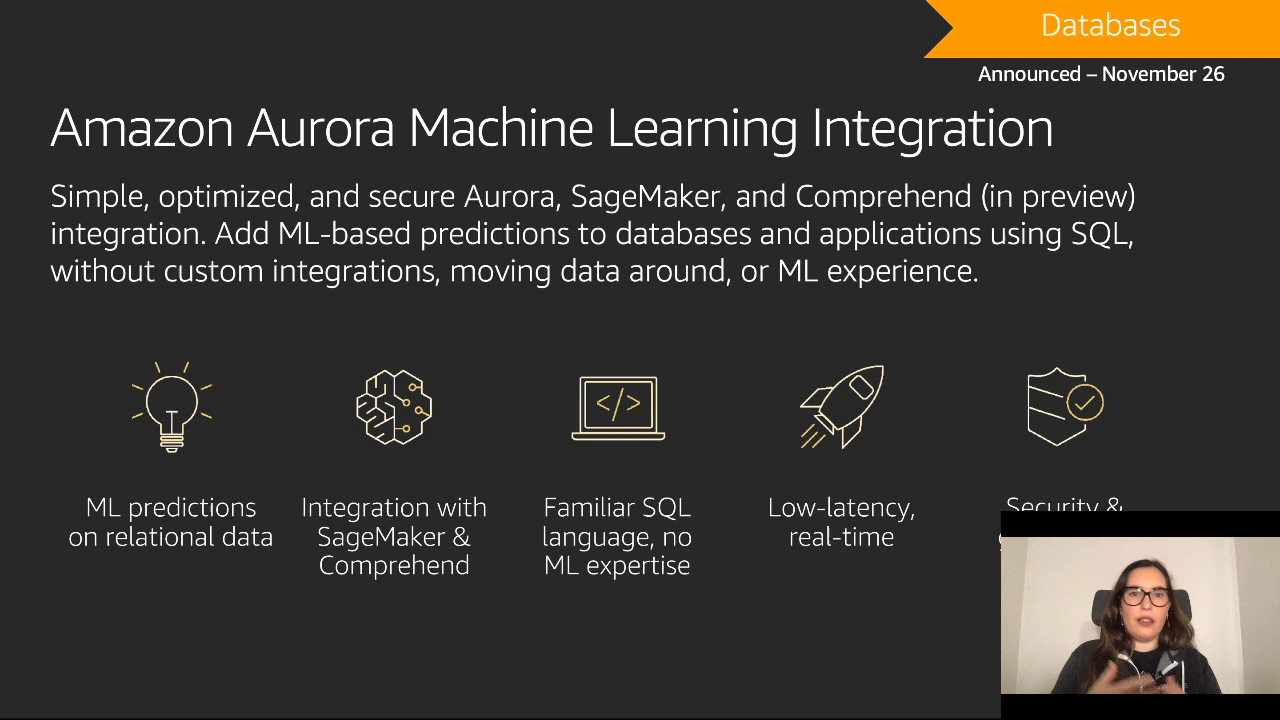 Databases
Announced – November 26
Amazon Aurora Machine Learning Integration
Simple, optimized, and secure Aurora, SageMaker, and Comprehend (in preview)
integration. Add ML-based predictions to databases and applications using SQL,
without custom integrations, moving data around, or ML experience.
ML predictions
on relational data
Integration with
SageMaker &
Comprehend
Familiar SQL
language, no
ML expertise
Low-latency,
real-time
Security &